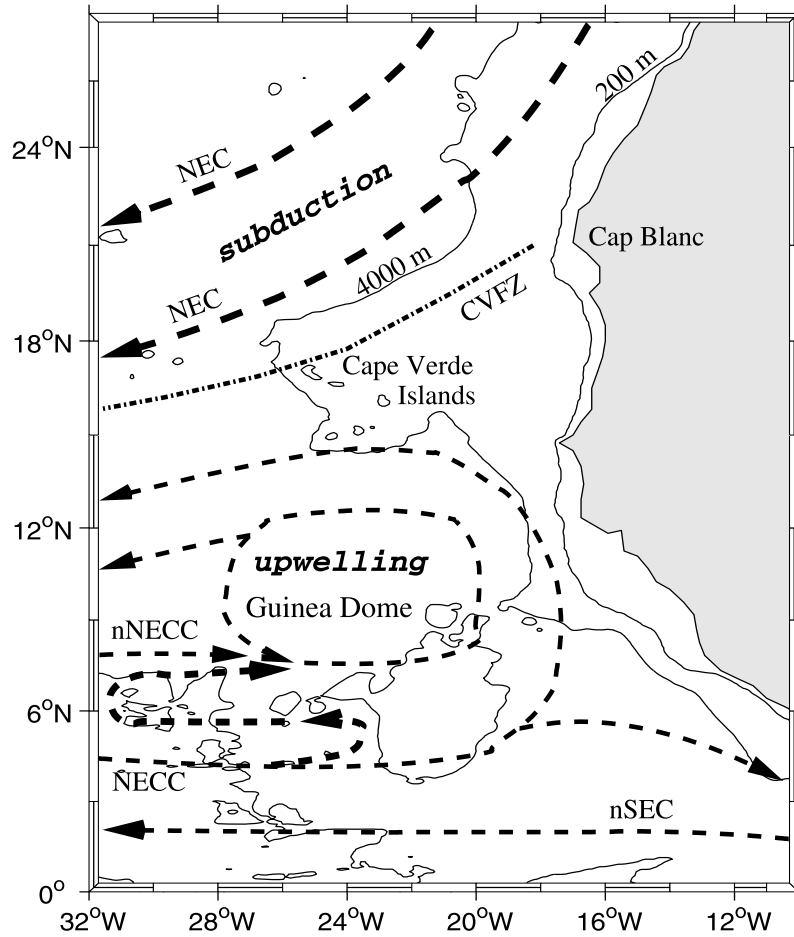 200 m
24°N
NEC
subduction
Cap Blanc
4000 m
NEC
CVFZ
18°N
Cape Verde
Islands
12°N
upwelling
Guinea Dome
nNECC
6°N
NECC
nSEC
0°
32°W 28°W 24°W 20°W 16°W 12°W